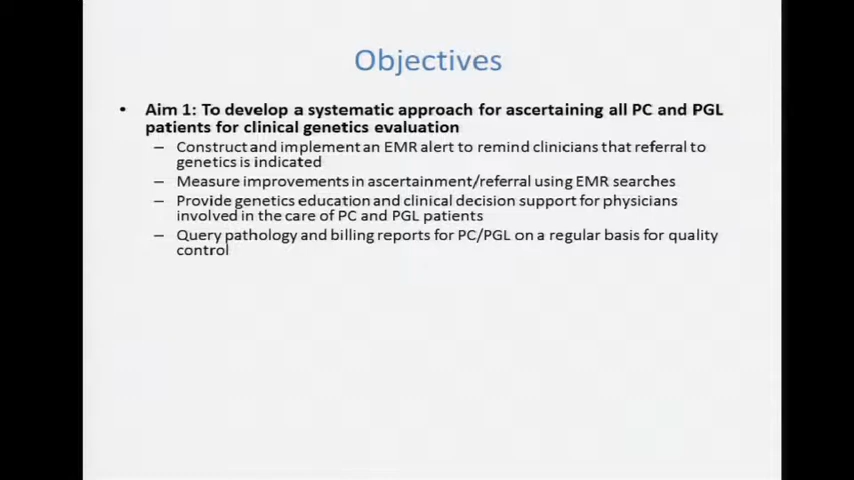 Objectives
• Aim 1: To develop a systematic approach for ascertaining all PC and PGL
patients for clinical genetics evaluation
– Construct and implement an EMR alert to remind clinicians that referral to
genetics is indicated
– Measure improvements in ascertainment/referral using EMR searches
– Provide genetics education and clinical decision support for physicians
involved in the care of PC and PGL patients
– Query pathology and billing reports for PC/PGL on a regular basis for quality
control